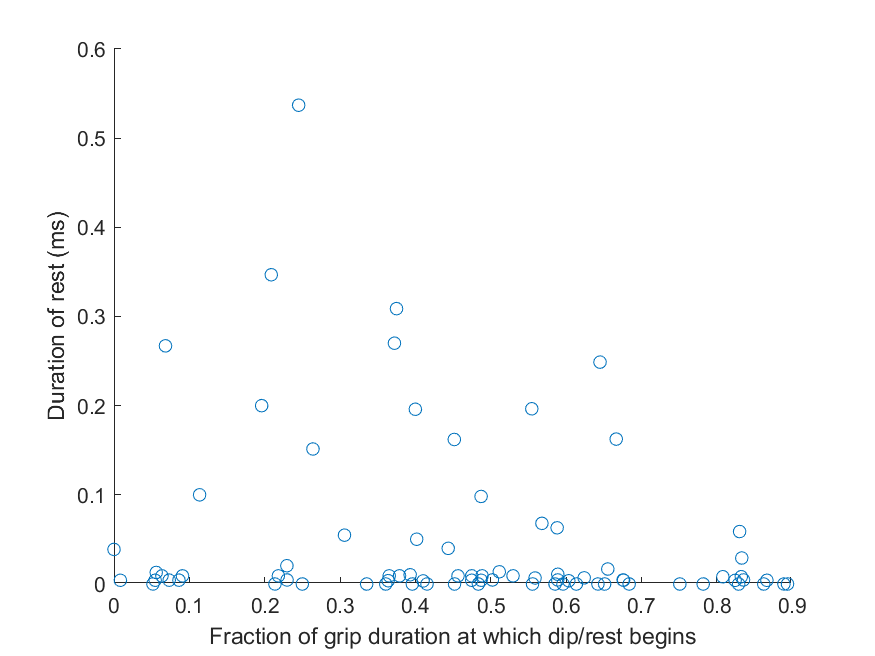 0.6
0.5
0.4
0.3
0.2
0.1
0
Duration of rest (ms)
0 0.1 0.2 0.3 0.4 0.5 0.6 0.7 0.8 0.9
Fraction of grip duration at which dip/rest begins